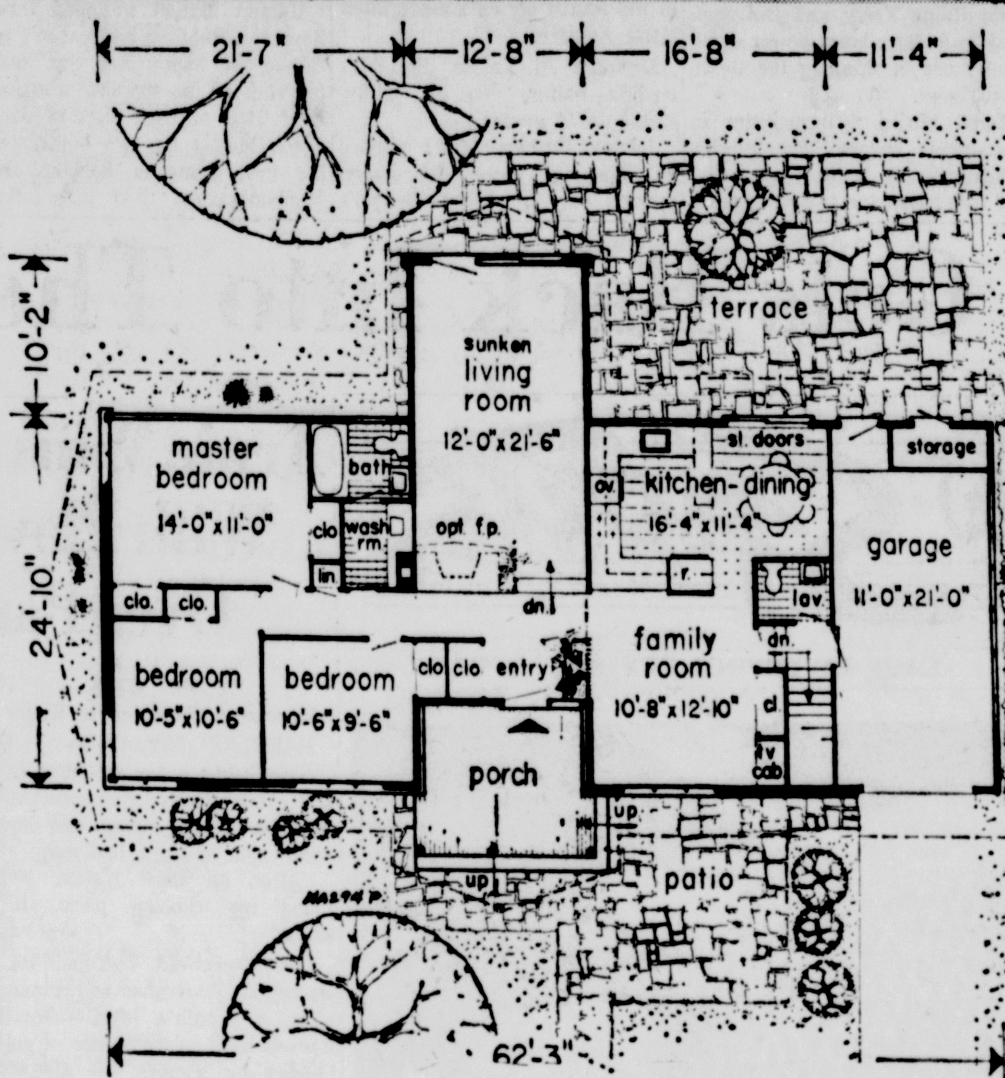 21'-7"
12'-8"
16'-8"
11'-4"
10'-2"
24'-10"
terrace
sunken
living
room
12'-0"x21'-6"
master
bedroom
14'-0"x11'-0"
bath
clo
wash
rm.
lin.
opt. f.p.
dn.
sl. doors
storage
ov.
kitchen-dining
16'-4"x11'-4
r.
garage
11'-0"x21'-0"
lav.
clo.
clo.
bedroom
10'-5"x10'-6"
bedroom
10'-6"x9'-6"
clo
clo.
entry
family
room
10'-8"x12'-10"
dn.
cl.
tv
cab.
porch
up
up
patio
MA294 P
62'-3"